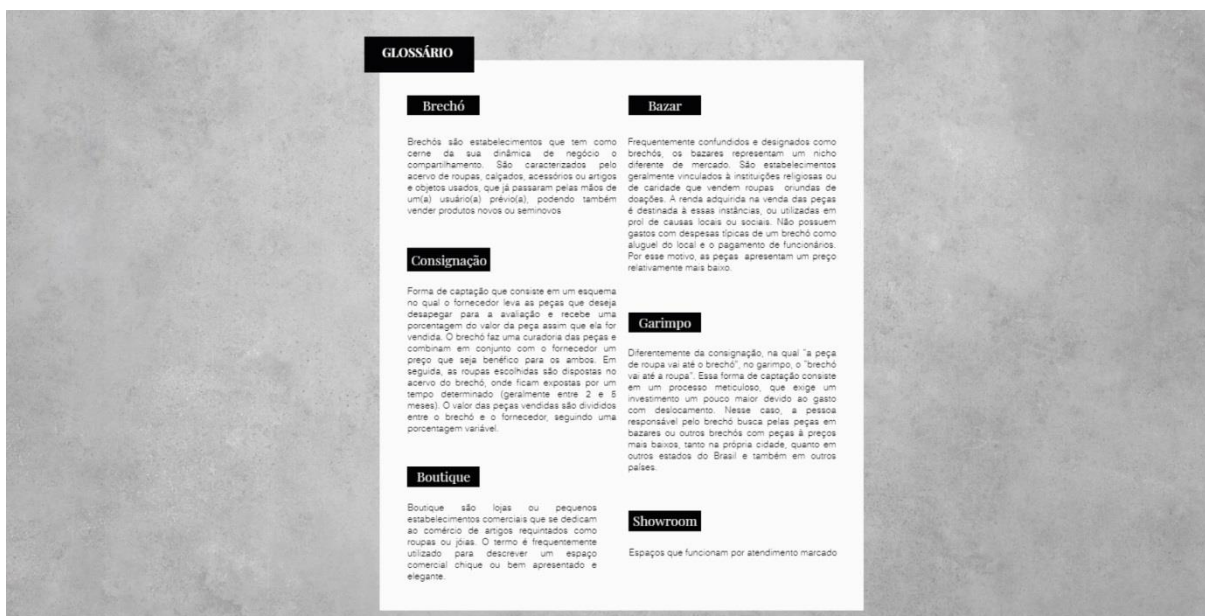 GLOSSÁRIO
Brechó
Brechós são estabelecimentos que tem como
cerne da sua dinâmica de negócio o
compartilhamento. São caracterizados pelo
acervo de roupas, calçados, acessórios ou artigos
e objetos usados, que já passaram pelas mãos de
um(a) usuário(a) prévio(a), podendo também
vender produtos novos ou seminovos
Consignação
Forma de captação que consiste em um esquema
no qual o fornecedor leva as peças que deseja
desapegar para a avaliação e recebe uma
porcentagem do valor da peça assim que ela for
vendida. O brechó faz uma curadoria das peças e
combinam em conjunto com o fornecedor um
preço que seja benéfico para os ambos. Em
seguida, as roupas escolhidas são dispostas no
acervo do brechó, onde ficam expostas por um
tempo determinado (geralmente entre 2 e 5
meses). O valor das peças vendidas são divididos
entre o brechó e o fornecedor, seguindo uma
porcentagem variável.
Boutique
Boutique são lojas ou pequenos
estabelecimentos comerciais que se dedicam
ao comércio de artigos requintados como
roupas ou jóias. O termo é frequentemente
utilizado para descrever um espaço
comercial chique ou bem apresentado e
elegante.
Bazar
Frequentemente confundidos e designados como
brechós, os bazares representam um nicho
diferente de mercado. São estabelecimentos
geralmente vinculados à instituições religiosas ou
de caridade que vendem roupas oriundas de
doações. A renda adquirida na venda das peças
é destinada à essas instâncias, ou utilizadas em
prol de causas locais ou sociais. Não possuem
gastos com despesas típicas de um brechó como
aluguel do local e o pagamento de funcionários.
Por esse motivo, as peças apresentam um preço
relativamente mais baixo.
Garimpo
Diferentemente da consignação, na qual "a peça
de roupa vai até o brechó", no garimpo, o "brechó
vai até a roupa". Essa forma de captação consiste
em um processo meticuloso, que exige um
investimento um pouco maior devido ao gasto
com deslocamento. Nesse caso, a pessoa
responsável pelo brechó busca pelas peças em
bazares ou outros brechós com peças à preços
mais baixos, tanto na própria cidade, quanto em
outros estados do Brasil e também em outros
países.
Showroom
Espaços que funcionam por atendimento marcado